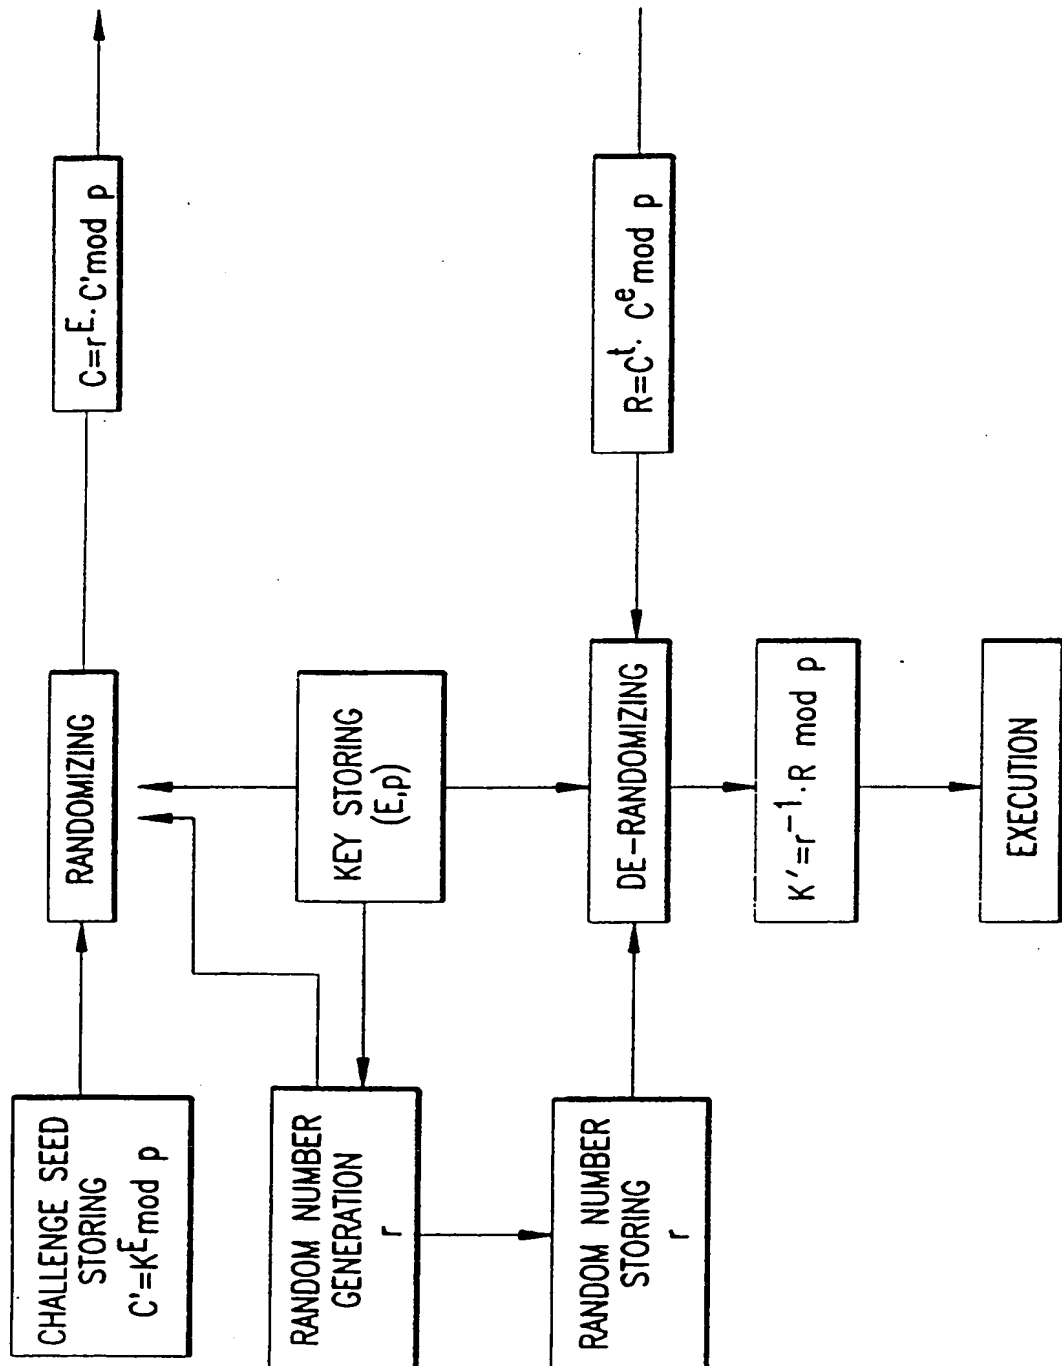 CHALLENGE SEED
STORING
C'=K^E mod p
RANDOMIZING
C=r^E· C'mod p
RANDOM NUMBER
GENERATION
r
KEY STORING
(E,p)
RANDOM NUMBER
STORING
r
DE-RANDOMIZING
R=C^t· C^e mod p
K'=r^-1·R mod p
EXECUTION